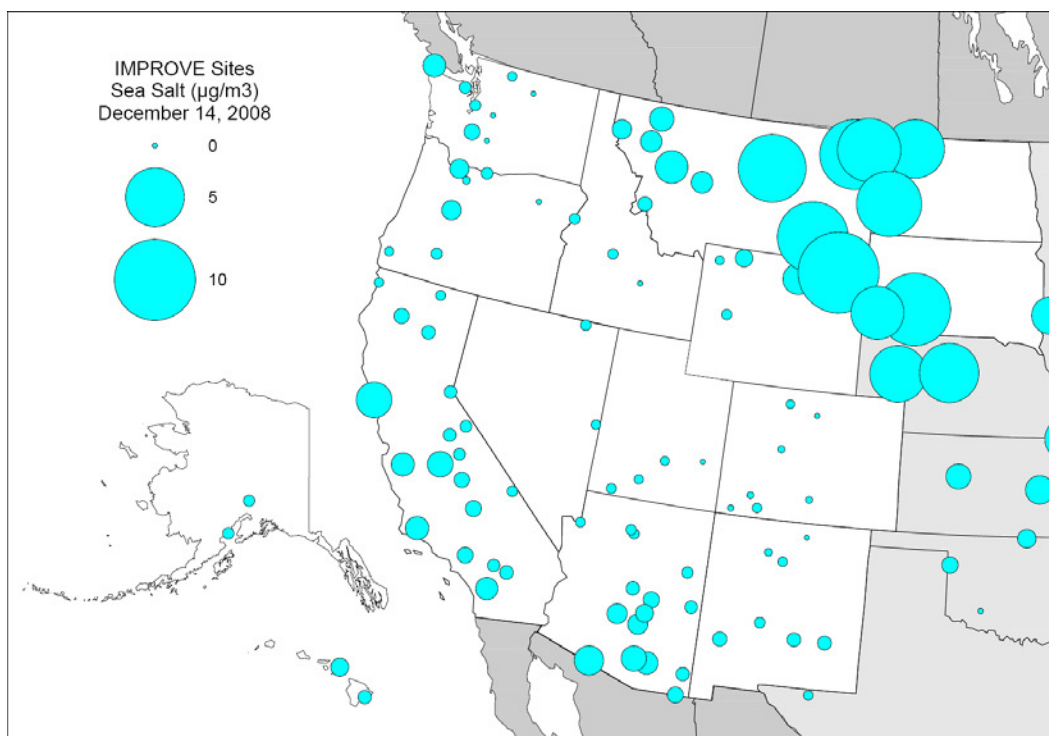 IMPROVE Sites
Sea Salt (µg/m3)
December 14, 2008
0
5
10